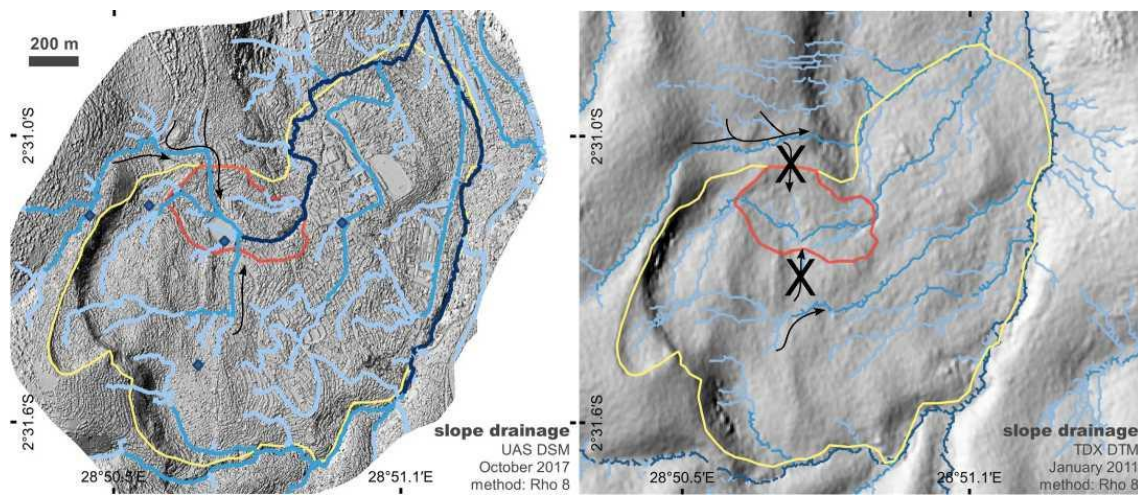 200 m
2°31.0'S
2°31.6'S
28°50.5'E
28°51.1'E
slope drainage
UAS DSM
October 2017
method: Rho 8
2°31.0'S
2°31.6'S
28°50.5'E
28°51.1'E
X
X
slope drainage
TDX DTM
January 2011
method: Rho 8